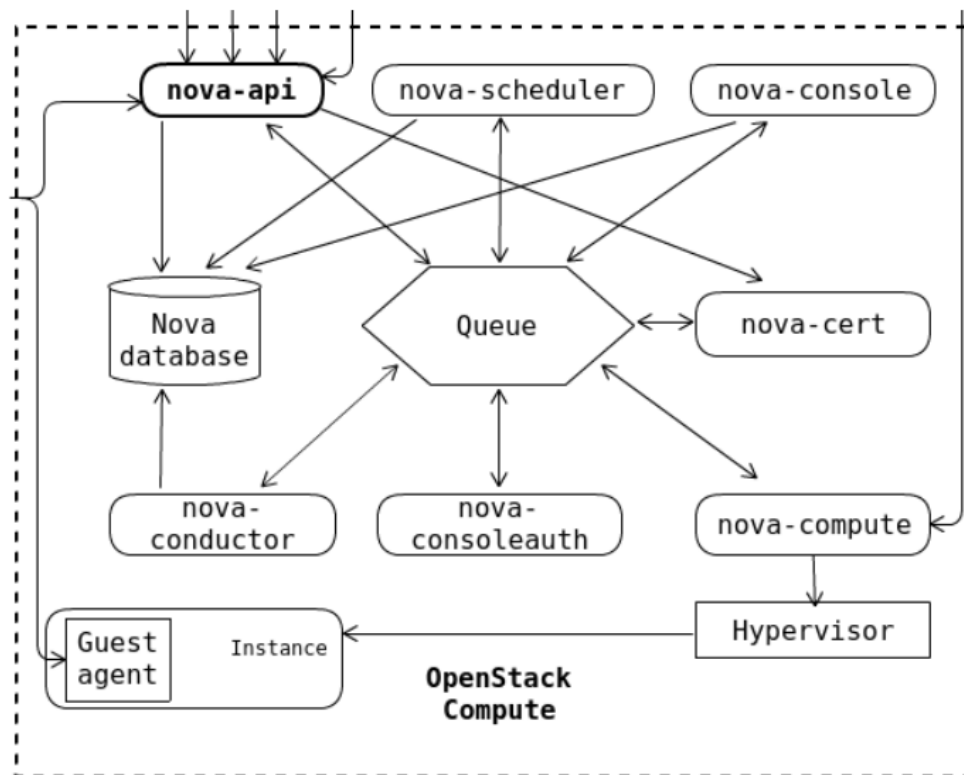 nova-api
nova-scheduler
nova-console
Nova
database
Queue
nova-cert
nova-
conductor
nova-
consoleauth
nova-compute
Guest
agent
Instance
Hypervisor
OpenStack
Compute